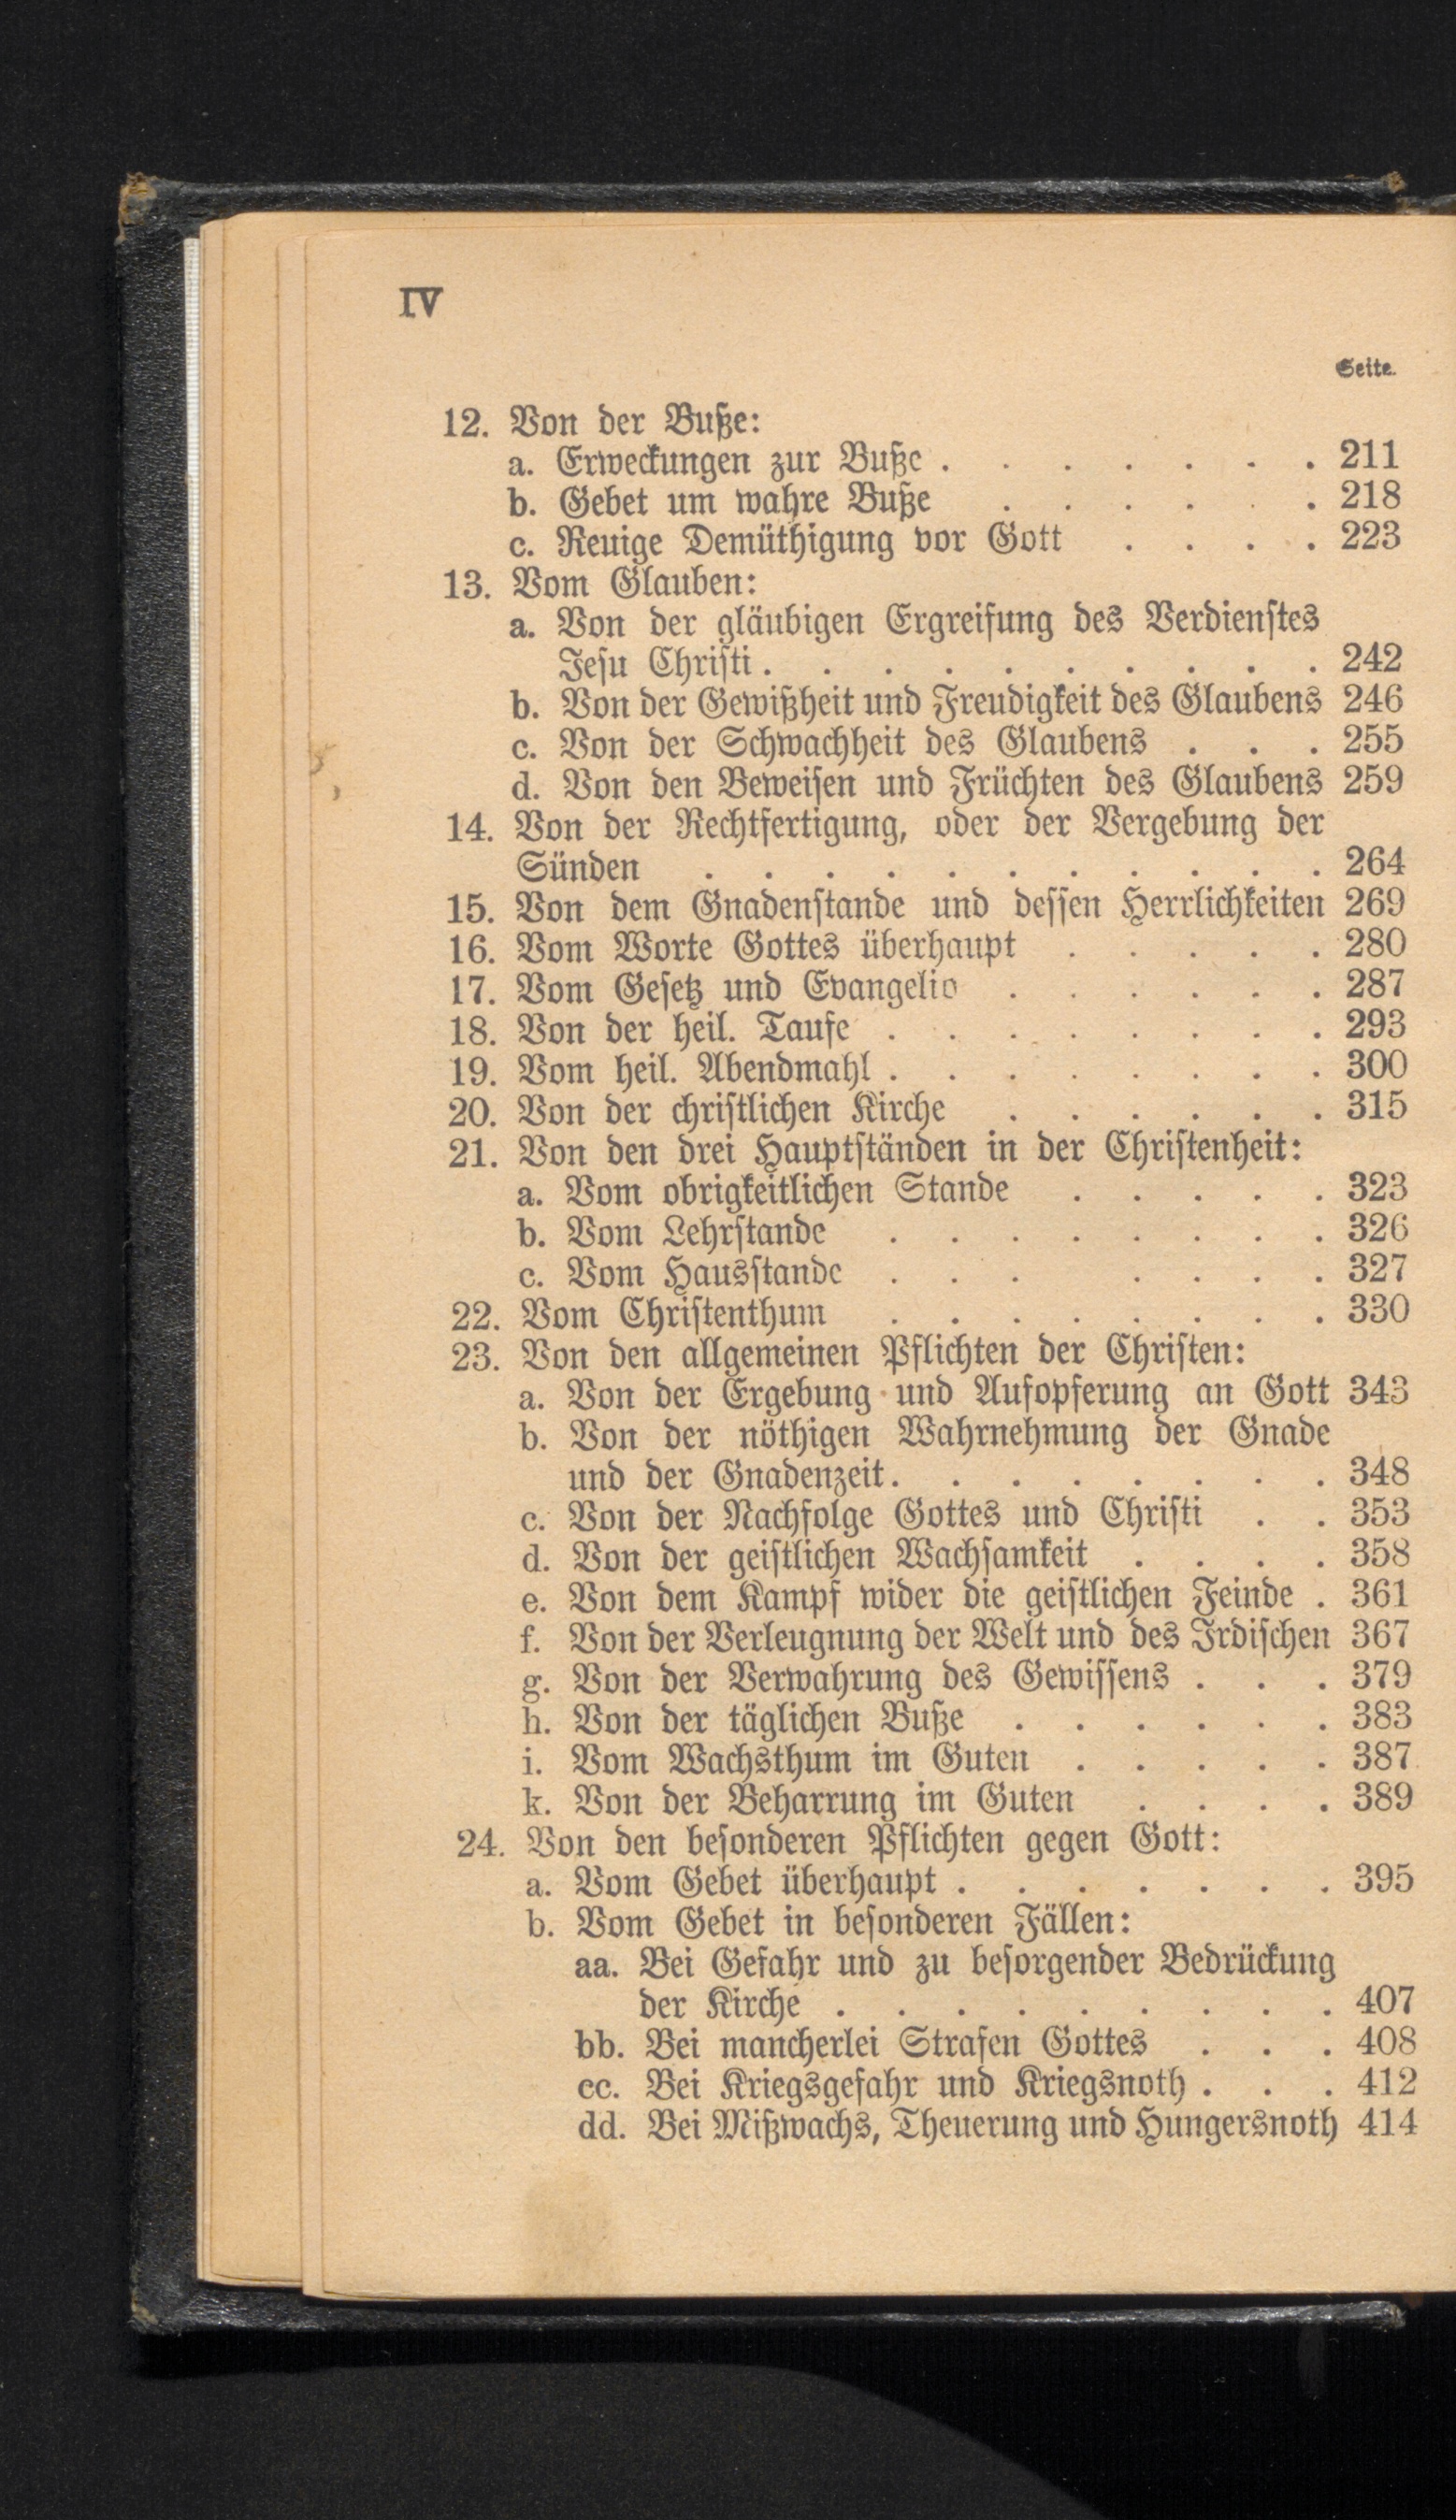 IV
Seite.
12. Von der Buße:
a. Erweckungen zur Buße . . . . . . . 211
b. Gebet um wahre Buße . . . . . . 218
c. Reuige Demüthigung vor Gott . . . . 223
13. Vom Glauben:
a. Von der gläubigen Ergreifung des Verdienstes
Jesu Christi . . . . . . . . . . 242
b. Von der Gewißheit und Freudigkeit des Glaubens 246
c. Von der Schwachheit des Glaubens . . . 255
d. Von den Beweisen und Früchten des Glaubens 259
14. Von der Rechtfertigung, oder der Vergebung der
Sünden . . . . . . . . . . . 264
15. Von dem Gnadenstande und dessen Herrlichkeiten 269
16. Vom Worte Gottes überhaupt . . . . . 280
17. Vom Gesetz und Evangelio . . . . . . 287
18. Von der heil. Taufe . . . . . . . . 293
19. Vom heil. Abendmahl . . . . . . . . 300
20. Von der christlichen Kirche . . . . . . 315
21. Von den drei Hauptständen in der Christenheit:
a. Vom obrigkeitlichen Stande . . . . . 323
b. Vom Lehrstande . . . . . . . . 326
c. Vom Hausstande . . . . . . . 327
22. Vom Christenthum . . . . . . . . 330
23. Von den allgemeinen Pflichten der Christen:
a. Von der Ergebung und Aufopferung an Gott 343
b. Von der nöthigen Wahrnehmung der Gnade
und der Gnadenzeit . . . . . . . . 348
c. Von der Nachfolge Gottes und Christi . . 353
d. Von der geistlichen Wachsamkeit . . . . 358
e. Von dem Kampf wider die geistlichen Feinde . 361
f. Von der Verleugnung der Welt und des Irdischen 367
g. Von der Verwahrung des Gewissens . . . 379
h. Von der täglichen Buße . . . . . . 383
i. Vom Wachsthum im Guten . . . . . 387
k. Von der Beharrung im Guten . . . . 389
24. Von den besonderen Pflichten gegen Gott:
a. Vom Gebet überhaupt . . . . . . . 395
b. Vom Gebet in besonderen Fällen:
aa. Bei Gefahr und zu besorgender Bedrückung
der Kirche . . . . . . . . . 407
bb. Bei mancherlei Strafen Gottes . . . 408
cc. Bei Kriegsgefahr und Kriegsnoth . . . 412
dd. Bei Mißwachs, Theuerung und Hungersnoth 414